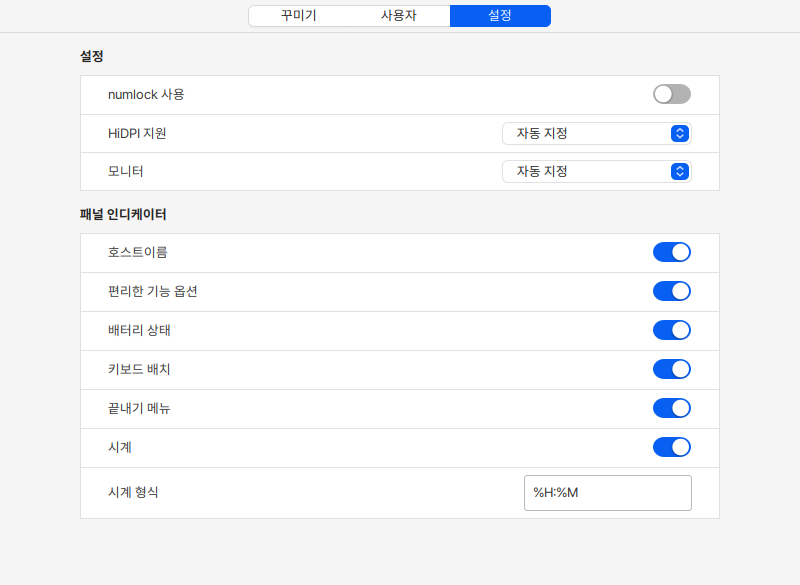 꾸미기 사용자 설정
설정
numlock 사용
HiDPI 지원 자동 지정
모니터 자동 지정
패널 인디케이터
호스트이름
편리한 기능 옵션
배터리 상태
키보드 배치
끝내기 메뉴
시계
시계 형식 %H:%M